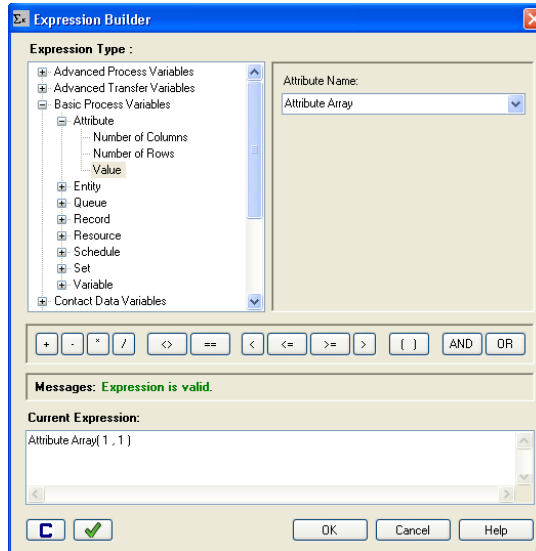 Σx Expression Builder
Expression Type :
Advanced Process Variables
Advanced Transfer Variables
Basic Process Variables
Attribute
Number of Columns
Number of Rows
Value
Entity
Queue
Record
Resource
Schedule
Set
Variable
Contact Data Variables
Attribute Name:
Attribute Array
+ - * / <> == < <= >= > ( ) AND OR
Messages: Expression is valid.
Current Expression:
Attribute Array( 1 , 1 )
C OK Cancel Help